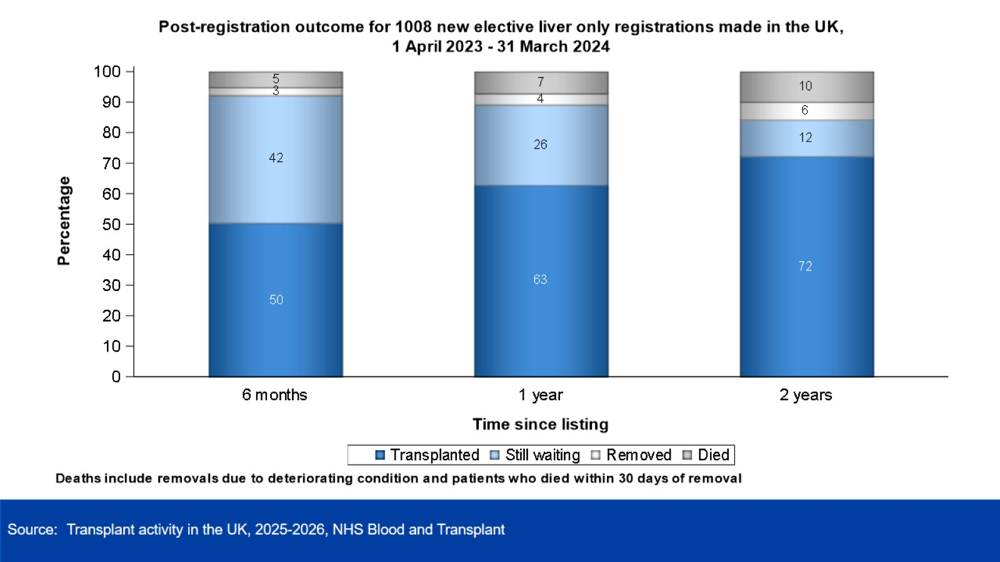 Post-registration outcome for 1008 new elective liver only registrations made in the UK,
1 April 2023 - 31 March 2024
Percentage
100
90
80
70
60
50
40
30
20
10
0
5
3
42
50
7
4
26
63
10
6
12
72
6 months
1 year
2 years
Time since listing
Transplanted Still waiting Removed Died
Deaths include removals due to deteriorating condition and patients who died within 30 days of removal
Source: Transplant activity in the UK, 2025-2026, NHS Blood and Transplant